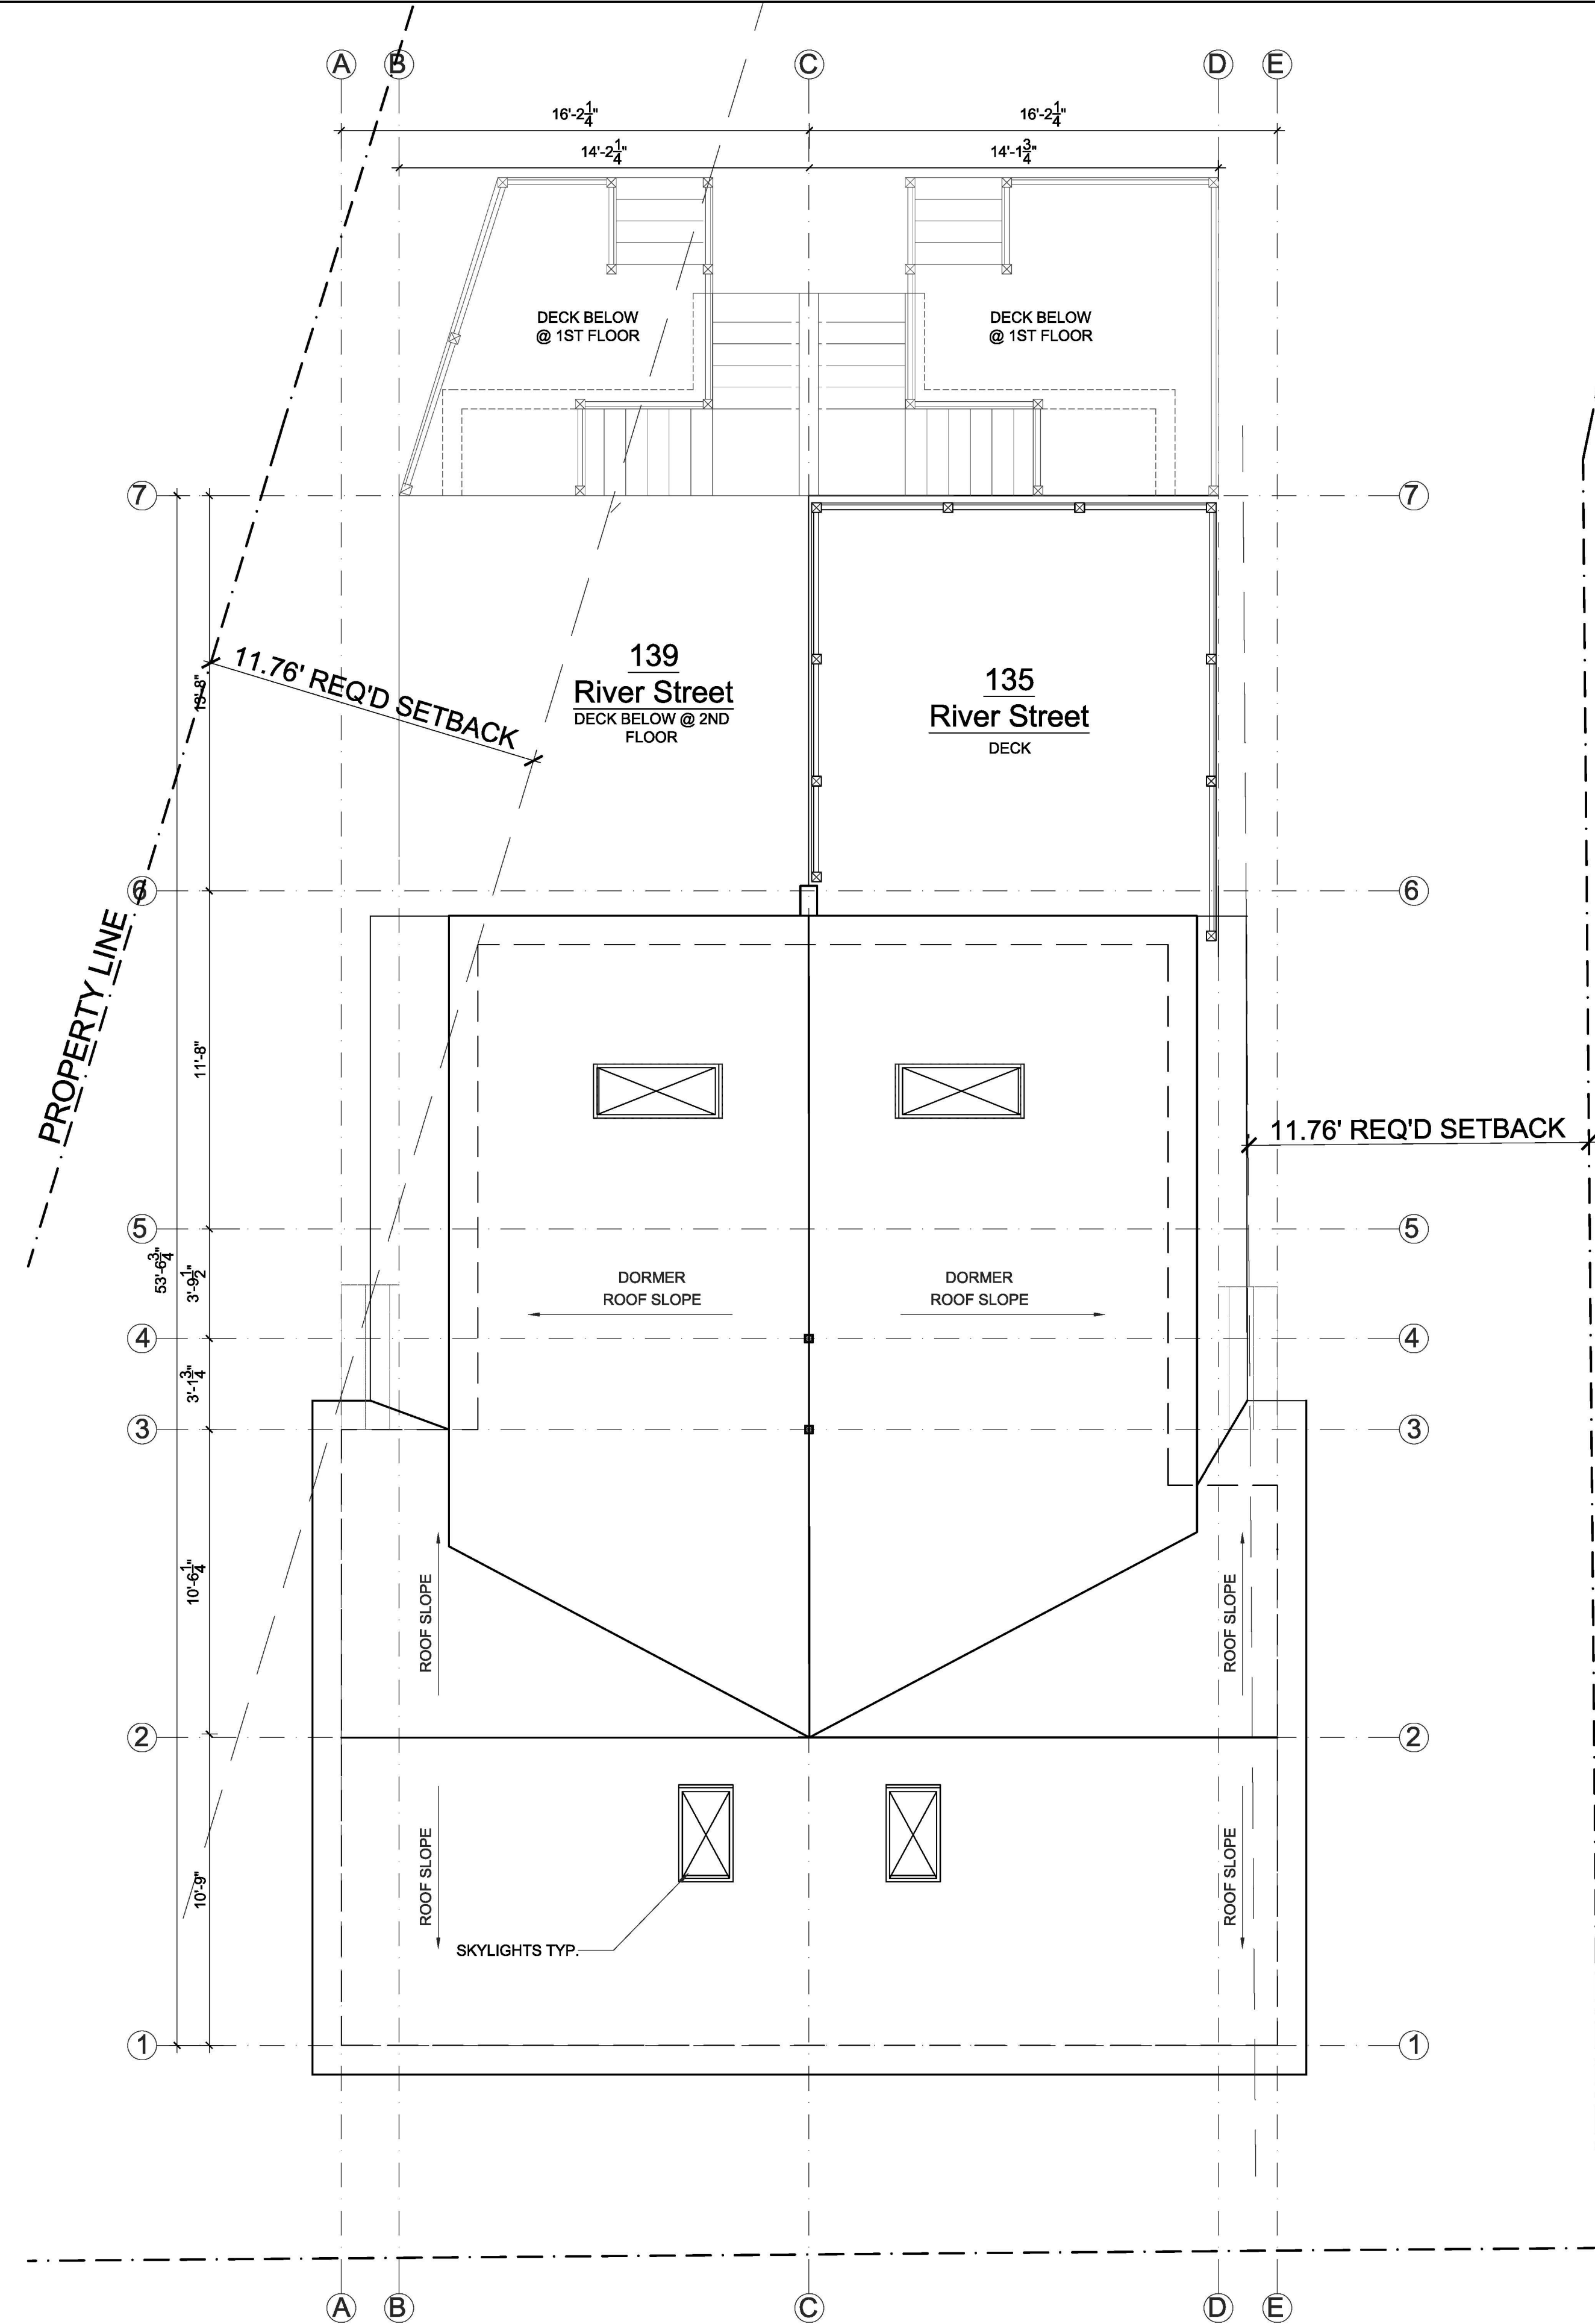 A B C D E
16'-2 1/4" 16'-2 1/4"
14'-2 1/4" 14'-1 3/4"
DECK BELOW
@ 1ST FLOOR
DECK BELOW
@ 1ST FLOOR
7 7
139
River Street
DECK BELOW @ 2ND
FLOOR
135
River Street
DECK
11.76' REQ'D SETBACK
13'-8"
6 6
PROPERTY LINE
11'-8"
11.76' REQ'D SETBACK
5 5
53'-6 3/4"
3'-9 1/2"
DORMER
ROOF SLOPE
DORMER
ROOF SLOPE
4 4
3'-1 3/4"
3 3
10'-6 1/4"
ROOF SLOPE
ROOF SLOPE
2 2
10'-9"
ROOF SLOPE
ROOF SLOPE
SKYLIGHTS TYP.
1 1
A B C D E